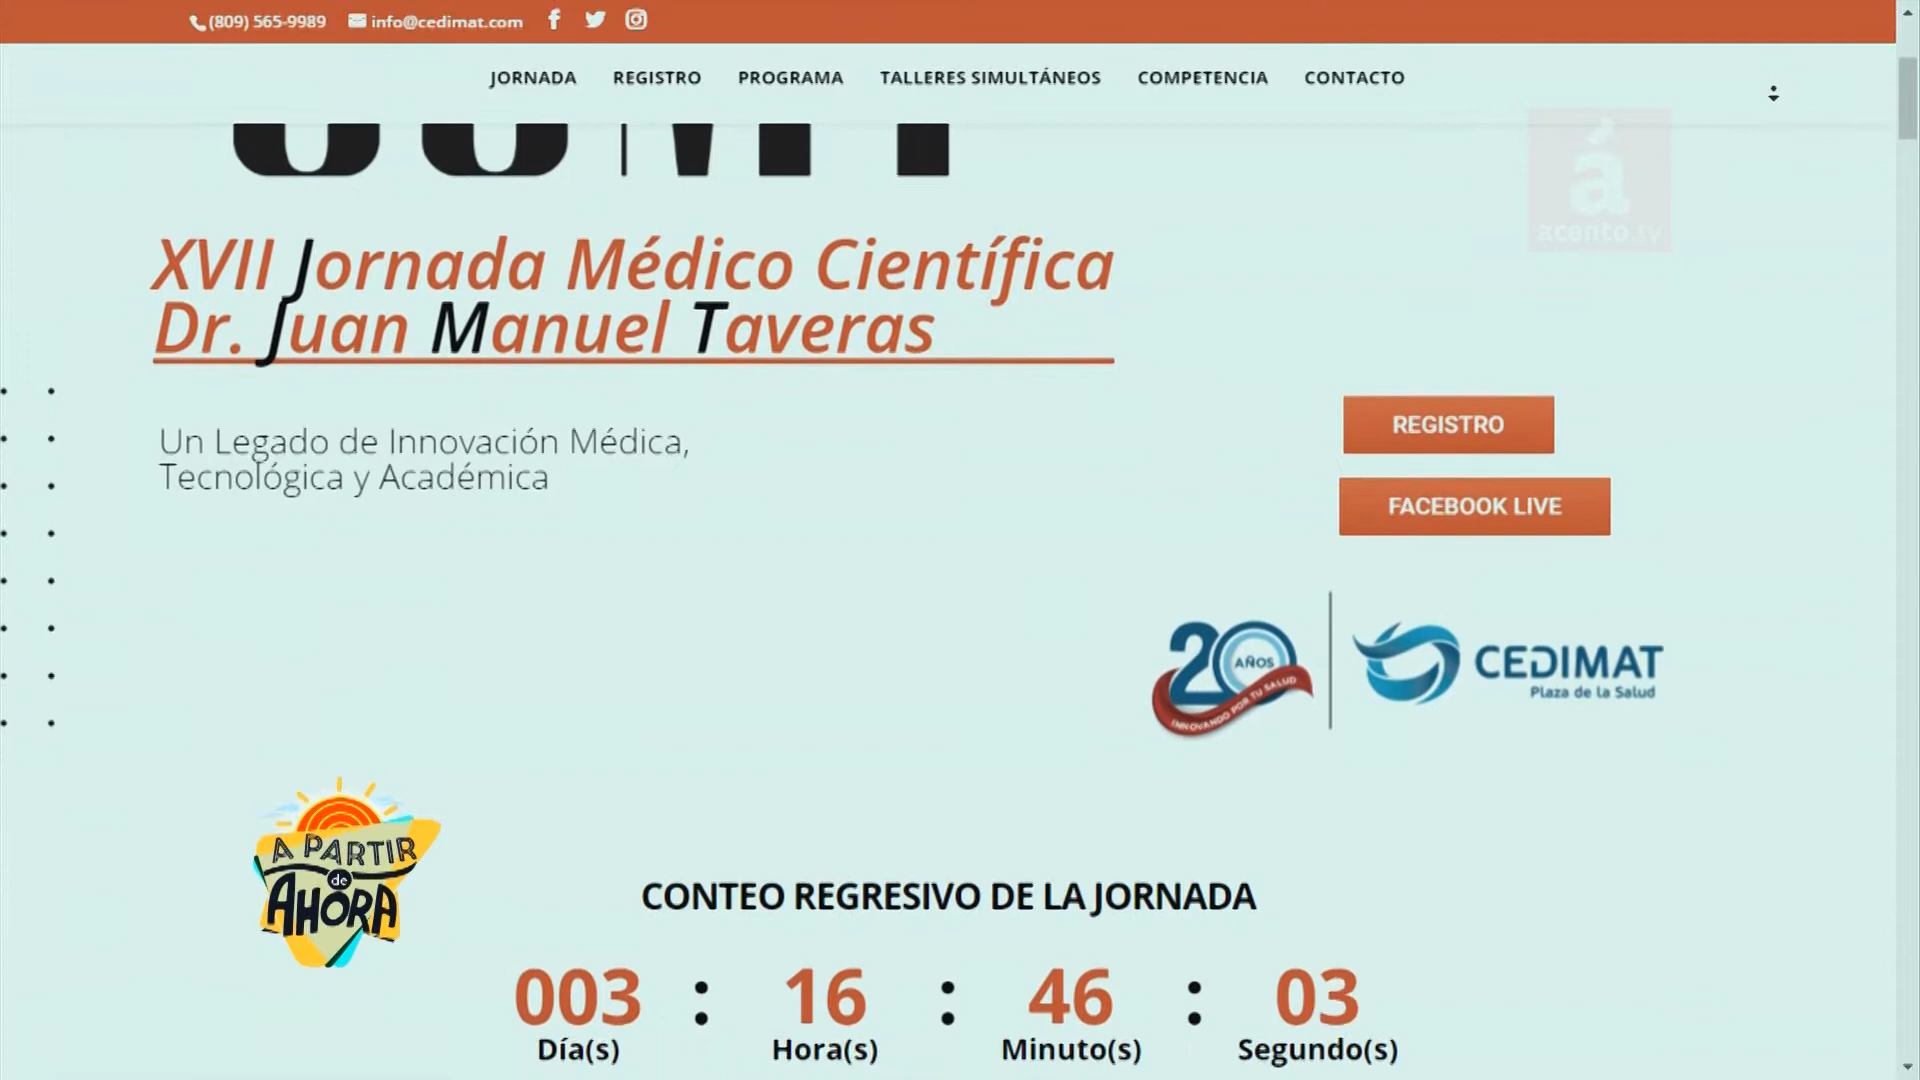 (809) 565-9989 info@cedimat.com
JORNADA REGISTRO PROGRAMA TALLERES SIMULTÁNEOS COMPETENCIA CONTACTO
á
acento.tv
XVII Jornada Médico Científica
Dr. Juan Manuel Taveras
Un Legado de Innovación Médica,
Tecnológica y Académica
REGISTRO
FACEBOOK LIVE
20 AÑOS
INNOVANDO POR TU SALUD
CEDIMAT
Plaza de la Salud
A PARTIR
de
AHORA
CONTEO REGRESIVO DE LA JORNADA
003 : 16 : 46 : 03
Día(s) Hora(s) Minuto(s) Segundo(s)